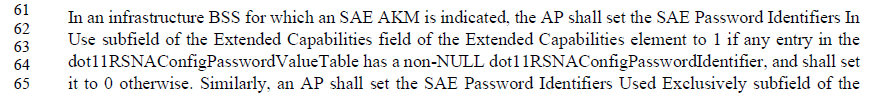 61 In an infrastructure BSS for which an SAE AKM is indicated, the AP shall set the SAE Password Identifiers In
62 Use subfield of the Extended Capabilities field of the Extended Capabilities element to 1 if any entry in the
63 dot11RSNAConfigPasswordValueTable has a non-NULL dot11RSNAConfigPasswordIdentifier, and shall set
64 it to 0 otherwise. Similarly, an AP shall set the SAE Password Identifiers Used Exclusively subfield of the
65